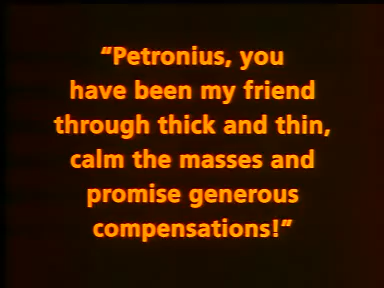 “Petronius, you
have been my friend
through thick and thin,
calm the masses and
promise generous
compensations!”